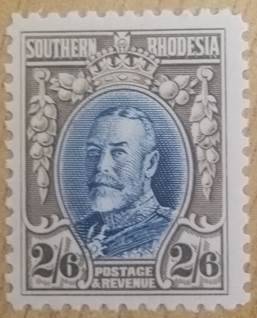 SOUTHERN RHODESIA
2/6 POSTAGE 2/6
& REVENUE